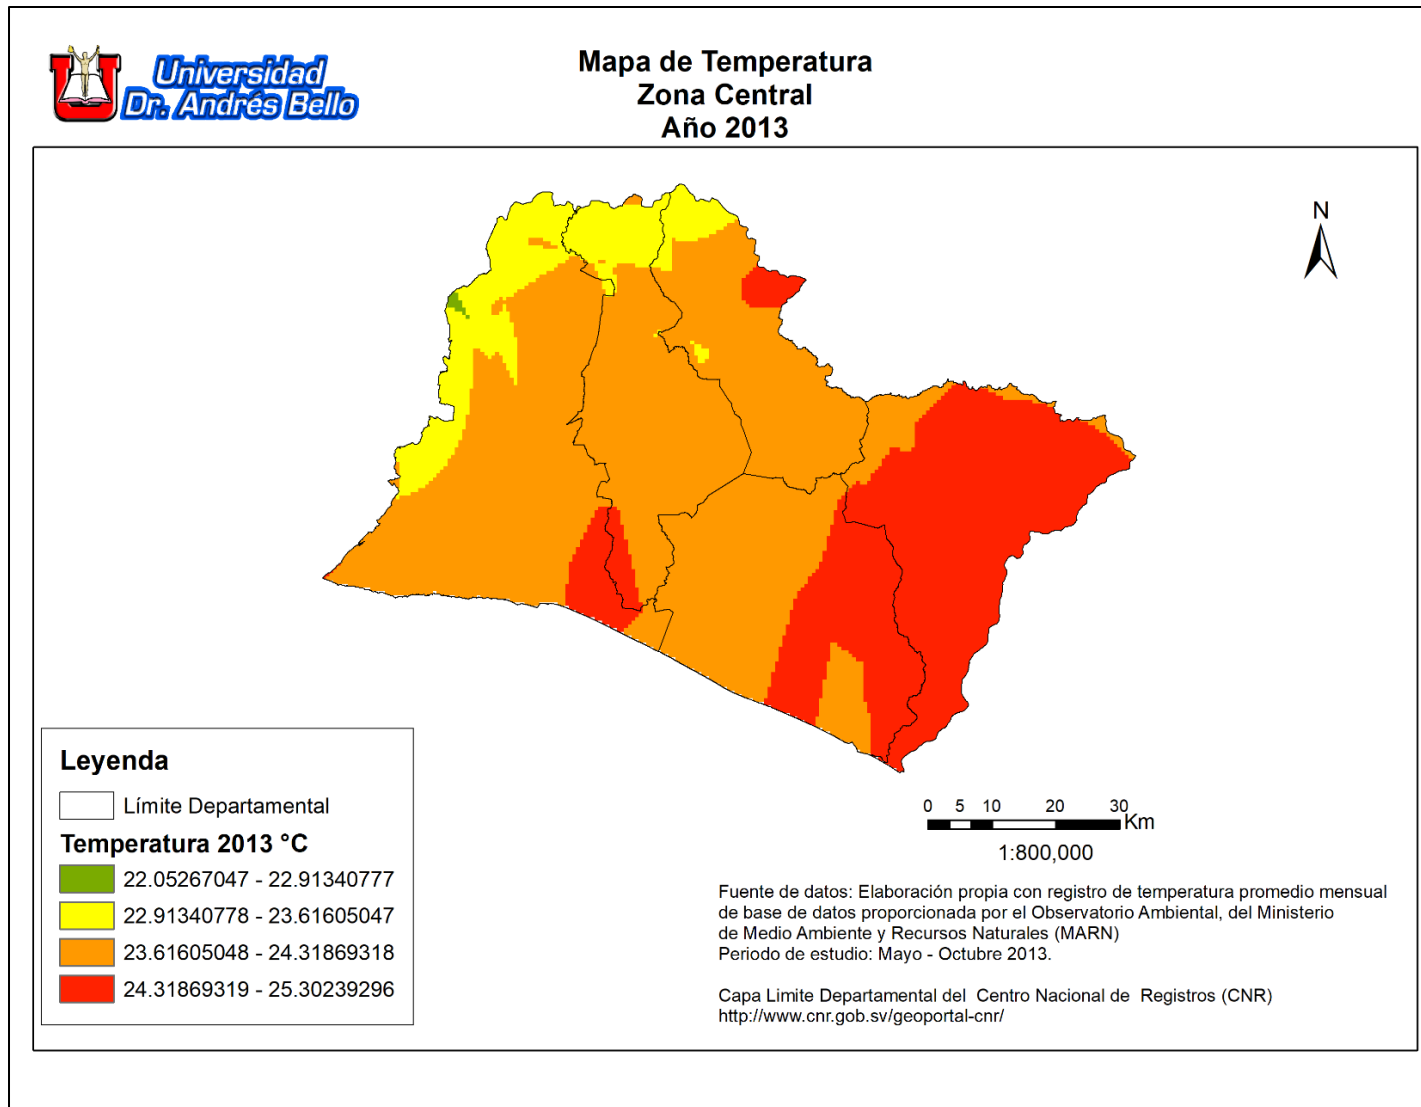 Universidad
Dr. Andrés Bello
Mapa de Temperatura
Zona Central
Año 2013
N
Leyenda
Límite Departamental
Temperatura 2013 °C
22.05267047 - 22.91340777
22.91340778 - 23.61605047
23.61605048 - 24.31869318
24.31869319 - 25.30239296
0 5 10 20 30
Km
1:800,000
Fuente de datos: Elaboración propia con registro de temperatura promedio mensual
de base de datos proporcionada por el Observatorio Ambiental, del Ministerio
de Medio Ambiente y Recursos Naturales (MARN)
Periodo de estudio: Mayo - Octubre 2013.
Capa Limite Departamental del Centro Nacional de Registros (CNR)
http://www.cnr.gob.sv/geoportal-cnr/